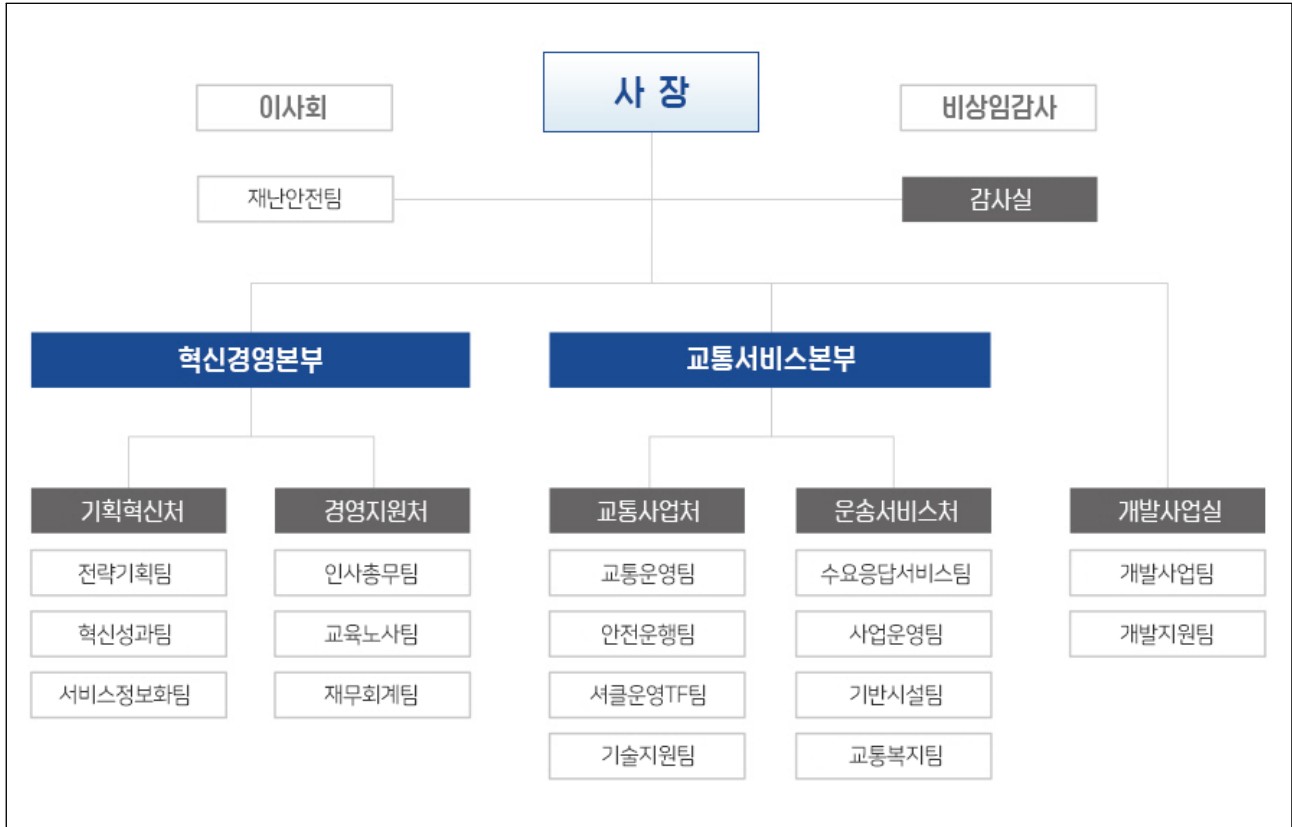 사 장
이사회
비상임감사
재난안전팀
감사실
혁신경영본부
교통서비스본부
기획혁신처
경영지원처
교통사업처
운송서비스처
개발사업실
전략기획팀
인사총무팀
교통운영팀
수요응답서비스팀
개발사업팀
혁신성과팀
교육노사팀
안전운행팀
사업운영팀
개발지원팀
서비스정보화팀
재무회계팀
셔클운영TF팀
기반시설팀
기술지원팀
교통복지팀